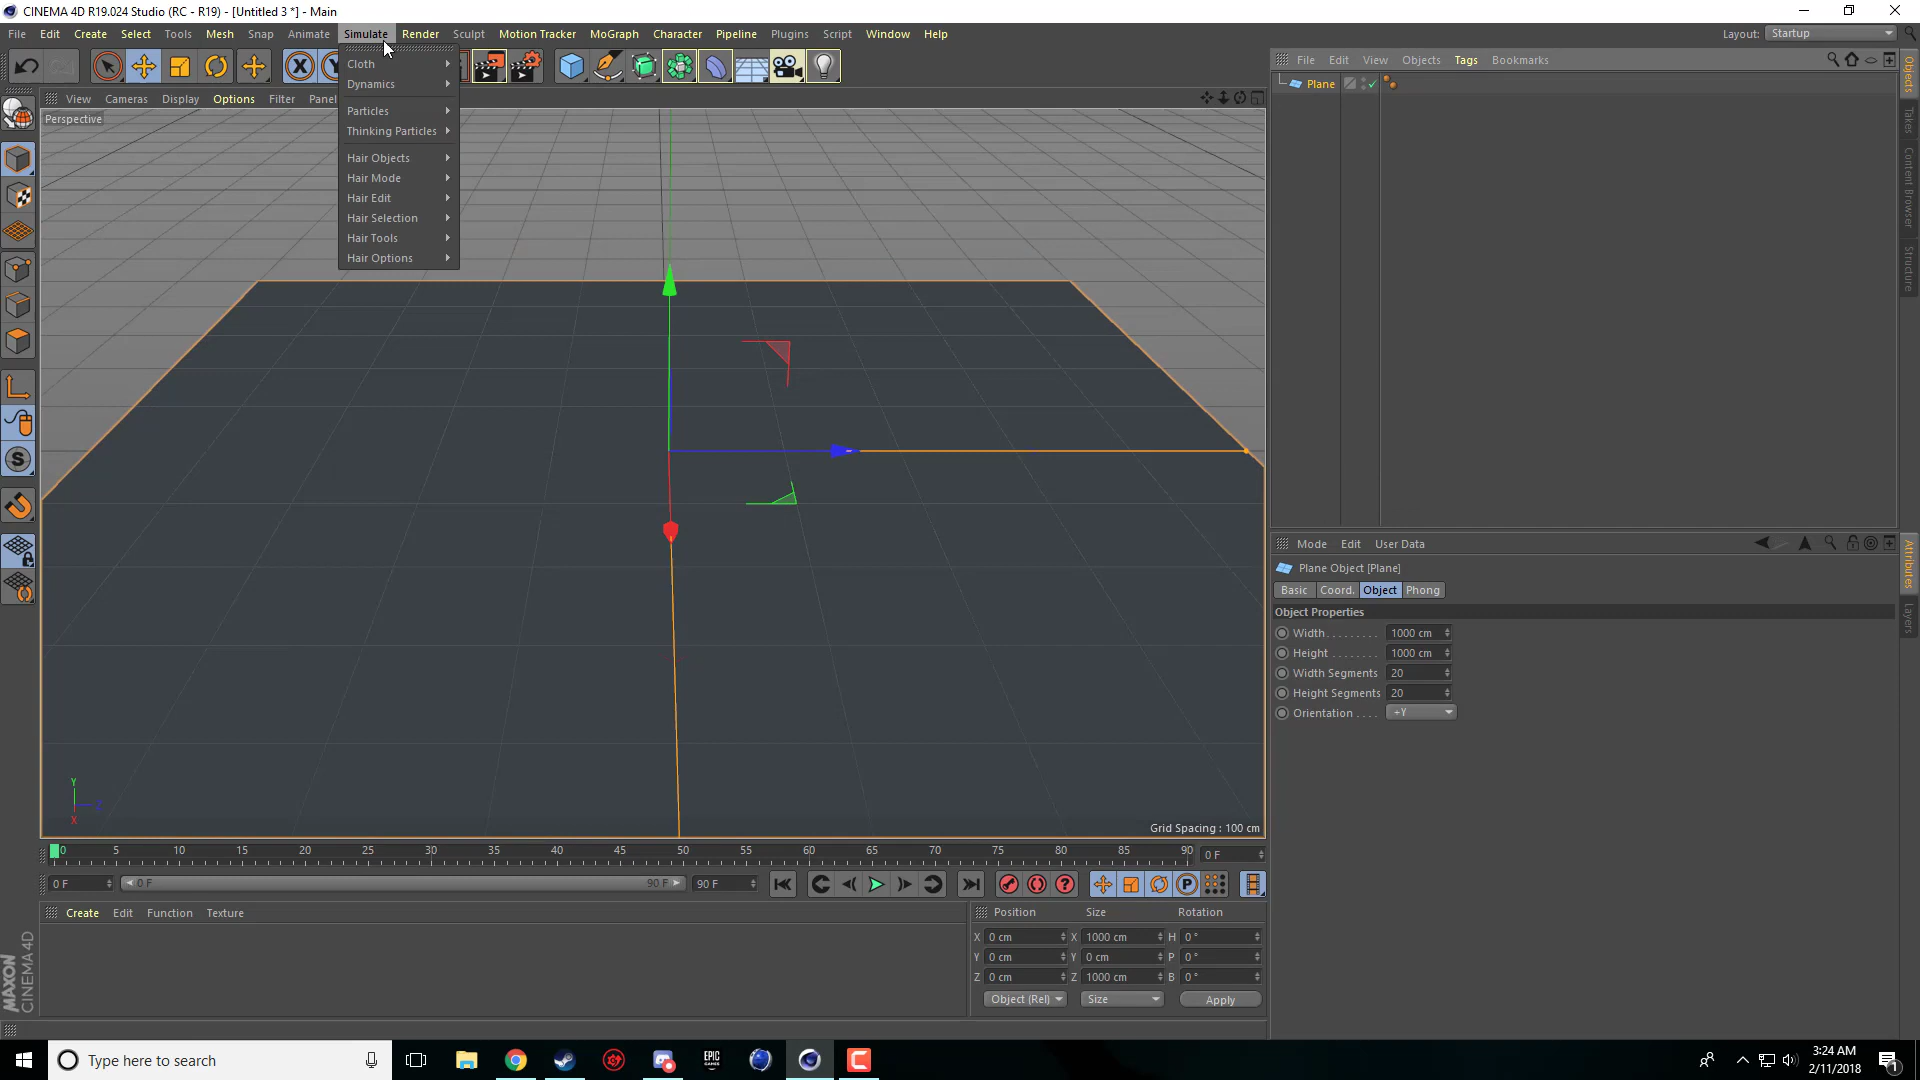 CINEMA 4D R19.024 Studio (RC - R19) - [Untitled 3 *] - Main
File Edit Create Select Tools Mesh Snap Animate Simulate Render Sculpt Motion Tracker MoGraph Character Pipeline Plugins Script Window Help
Layout: Startup
View Cameras Display Options Filter Panel
Perspective
Cloth
Dynamics
Particles
Thinking Particles
Hair Objects
Hair Mode
Hair Edit
Hair Selection
Hair Tools
Hair Options
Y
Z
X
Grid Spacing : 100 cm
File Edit View Objects Tags Bookmarks
Plane
Objects
Takes
Content Browser
Structure
Mode Edit User Data
Plane Object [Plane]
Basic Coord. Object Phong
Object Properties
Width 1000 cm
Height 1000 cm
Width Segments 20
Height Segments 20
Orientation +Y
Attributes
Layers
0 5 10 15 20 25 30 35 40 45 50 55 60 65 70 75 80 85 90
0 F
0 F 0 F 90 F 90 F
Create Edit Function Texture
Position Size Rotation
X 0 cm X 1000 cm H 0 °
Y 0 cm Y 0 cm P 0 °
Z 0 cm Z 1000 cm B 0 °
Object (Rel) Size Apply
MAXON
CINEMA 4D
Type here to search
EPIC
GAMES
3:24 AM
2/11/2018
1